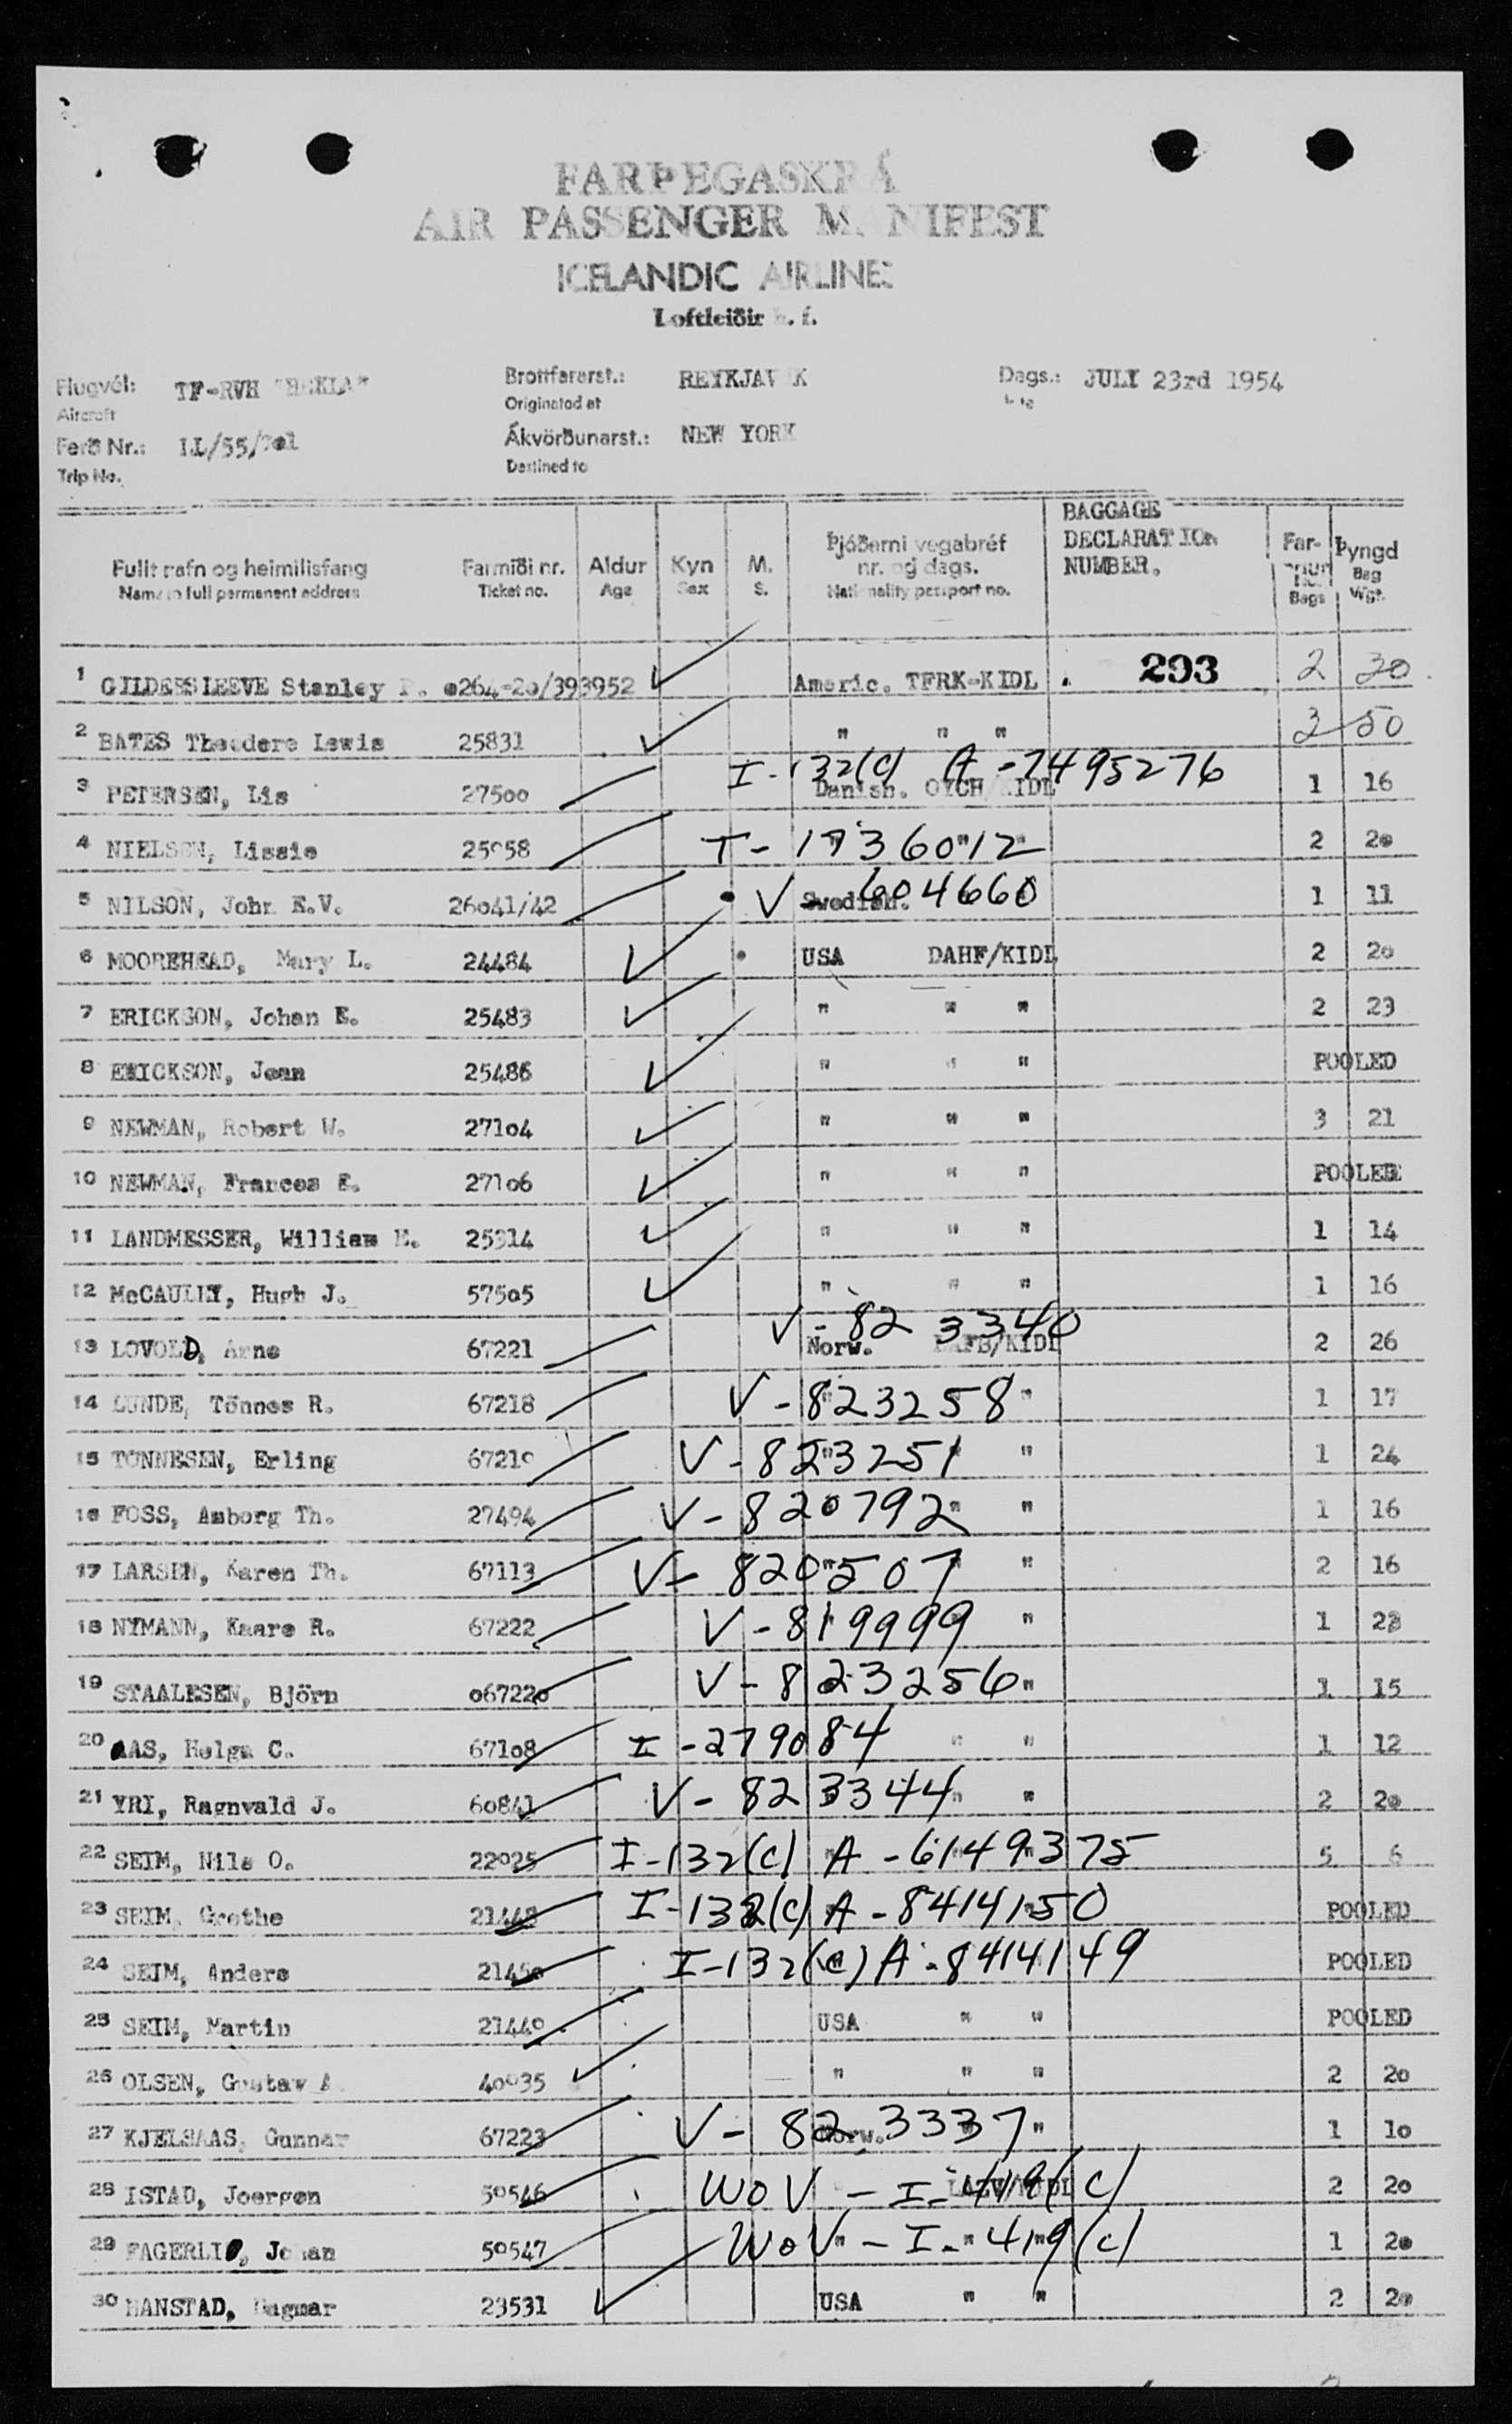 FARÞEGASKRÁ
AIR PASSENGER MANIFEST
ICELANDIC AIRLINES
Loftleiðir h.f.
Flugvél: TF-RVH "HEKLA" Brottfararst.: REYKJAVIK Dags.: JULY 23rd 1954
Aircraft Originated at
Ferð Nr.: LL/55/201 Ákvörðunarst.: NEW YORK
Trip No. Destined to
BAGGAGE DECLARATION NUMBER.
Fullt nafn og heimilisfang Farmiði nr. Aldur Kyn M. Þjóðerni vegabréf nr. og dags. Far- Þyngd
Name in full permanent address Ticket no. Age Sex S. Nationality passport no. Bags Bag Wgt.
1 GILDERSLEEVE Stanley P. 0264-20/393952 ✓ Americ. TFRK-KIDL 293 2 30
2 BATES Theodore Lewis 25831 ✓ " " " 3 50
3 PETERSEN, Lis 27500 I-132(c) A-7495276 Danish. OYCH/KIDL 1 16
4 NIELSEN, Lissie 25058 " " 2 20
5 NILSON, John E.V. 26041/42 V 604660 Swedish. 1 11
6 MOOREHEAD, Mary L. 24484 ✓ USA DAHF/KIDL 2 20
7 ERICKSON, Johan E. 25483 ✓ " " " 2 23
8 ERICKSON, Jean 25486 ✓ " " " POOLED
9 NEWMAN, Robert W. 27104 ✓ " " " 3 21
10 NEWMAN, Frances E. 27106 ✓ " " " POOLED
11 LANDMESSER, William E. 25314 ✓ " " " 1 14
12 McCAULLY, Hugh J. 57505 ✓ " " " 1 16
13 LOVOLD, Arne 67221 V-823340 Norw. 2 26
14 LUNDE, Tönnes R. 67218 V-823258 " 1 17
15 TONNESEN, Erling 67219 V-823251 " " 1 24
16 FOSS, Amborg Th. 27494 V-820792 " " 1 16
17 LARSEN, Karen Th. 67113 V-820507 " " 2 16
18 NYMANN, Kaare R. 67222 V-819999 " 1 23
19 STAALESEN, Björn 067220 V-823256 " 1 15
20 AAS, Helga C. 67108 I-279084 " " 1 12
21 YRI, Ragnvald J. 60841 V-823344 " " 2 20
22 SEIM, Nils O. 22025 I-132(c) A-6149375 5 6
23 SEIM, Grethe 21448 I-132(c) A-8414150 POOLED
24 SEIM, Anders 21450 I-132(c) A-8414149 POOLED
25 SEIM, Martin 21449 USA " " POOLED
26 OLSEN, Gustav A. 40035 ✓ " " " 2 20
27 KJELSAAS, Gunnar 67223 V-823337 Norw. " 1 10
28 ISTAD, Joergen 50546 WOV-I-419(c) 2 20
29 FAGERLI, Johan 50547 WOV-I-419(c) 1 20
30 HANSTAD, Dagmar 23531 ✓ USA " " 2 20